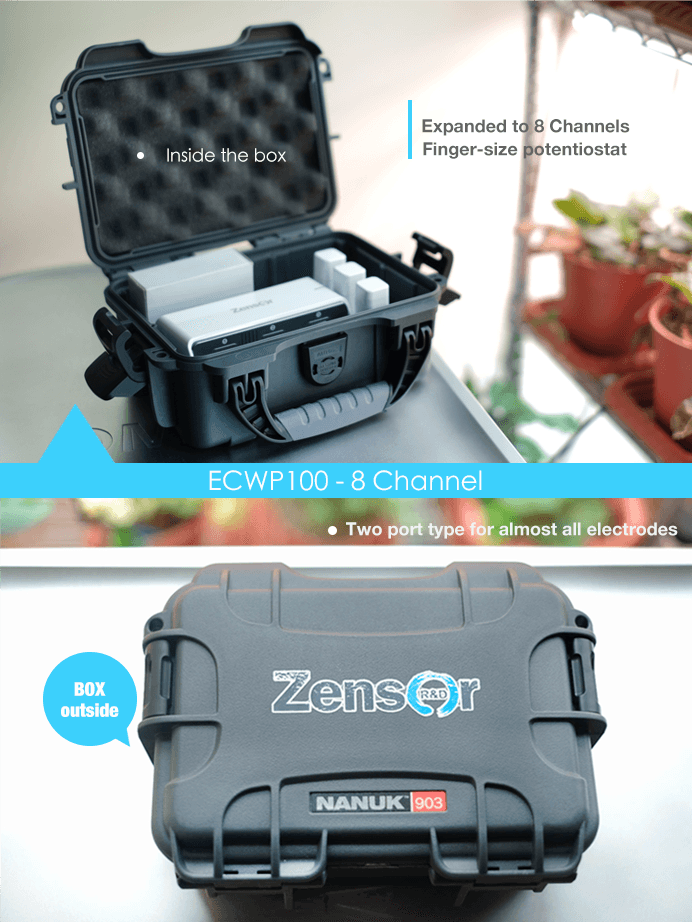 Expanded to 8 Channels
Finger-size potentiostat
• Inside the box
Zensor
ECWP100 - 8 Channel
• Two port type for almost all electrodes
BOX
outside
Zensor
R&D
NANUK 903